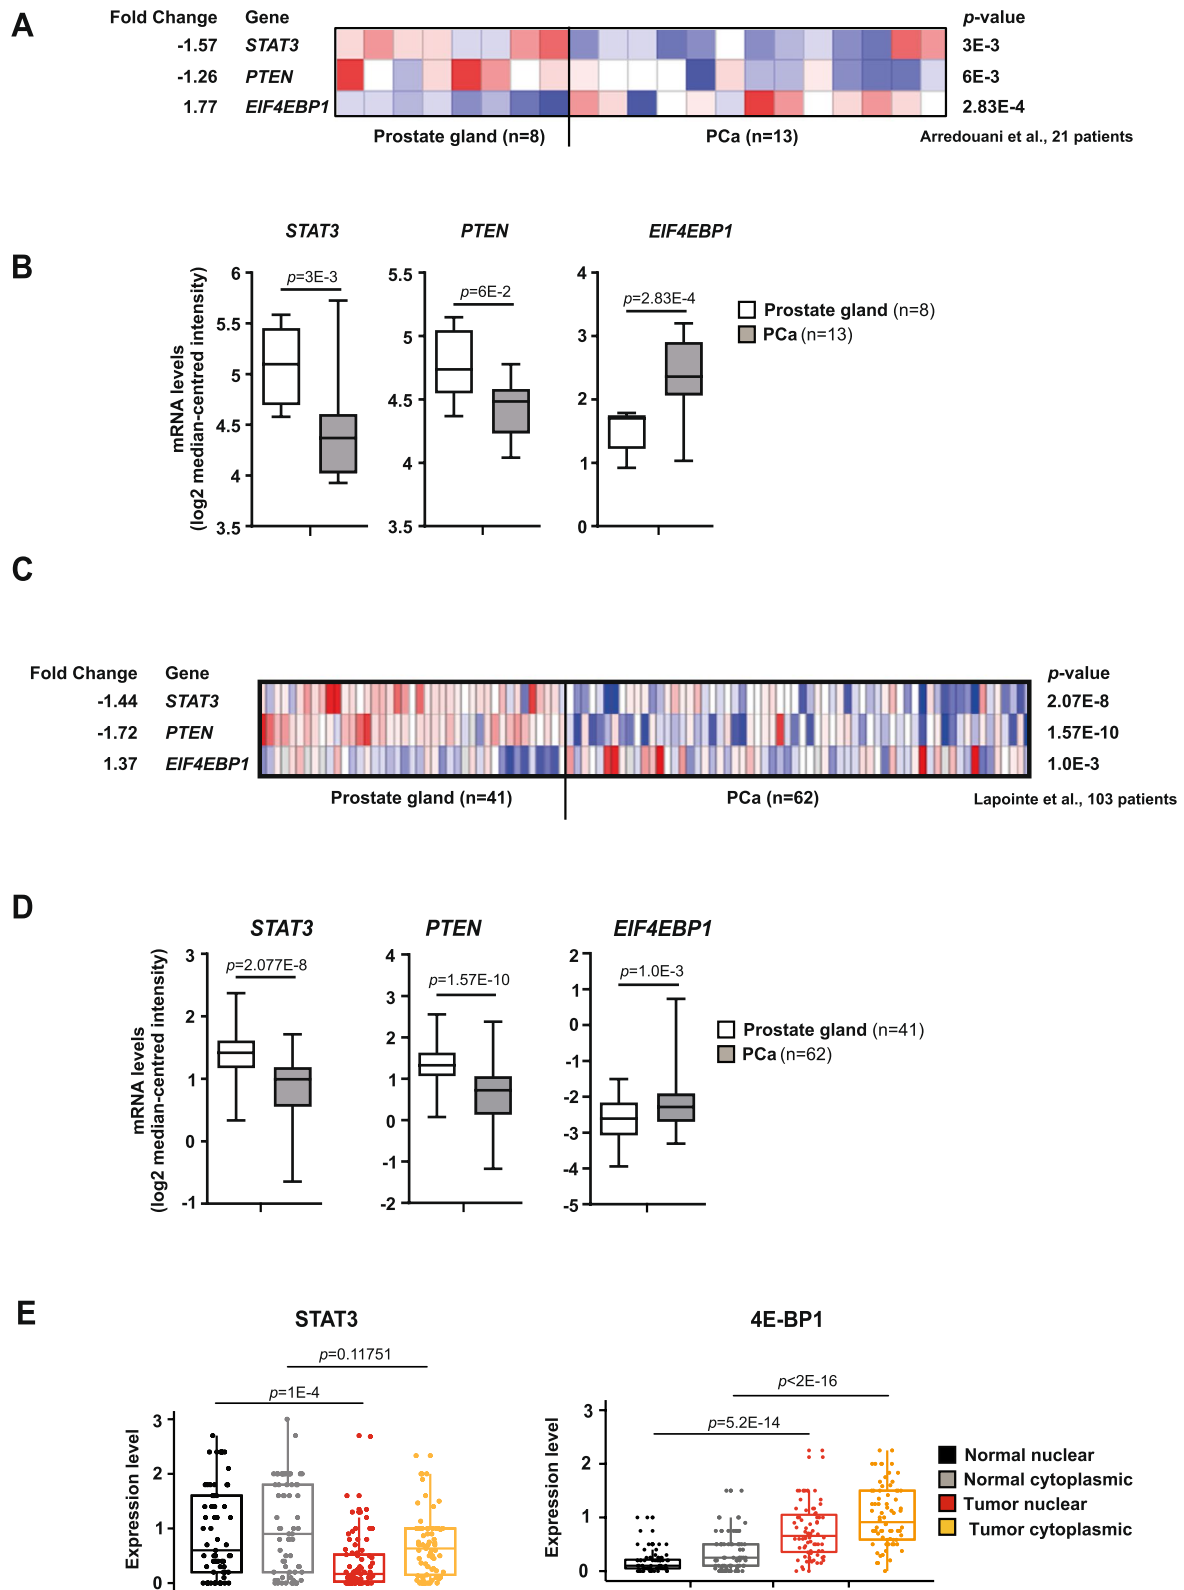 A
Fold Change Gene p-value
-1.57 STAT3 3E-3
-1.26 PTEN 6E-3
1.77 EIF4EBP1 2.83E-4
Prostate gland (n=8) PCa (n=13) Arredouani et al., 21 patients
B
STAT3 PTEN EIF4EBP1
mRNA levels
(log2 median-centred intensity)
6
5.5
5
4.5
4
3.5
p=3E-3
5.5
5
4.5
4
3.5
p=6E-2
4
3
2
1
0
p=2.83E-4
Prostate gland (n=8)
PCa (n=13)
C
Fold Change Gene p-value
-1.44 STAT3 2.07E-8
-1.72 PTEN 1.57E-10
1.37 EIF4EBP1 1.0E-3
Prostate gland (n=41) PCa (n=62) Lapointe et al., 103 patients
D
STAT3 PTEN EIF4EBP1
mRNA levels
(log2 median-centred intensity)
3
2
1
0
-1
p=2.077E-8
4
3
2
1
0
-1
-2
p=1.57E-10
2
1
0
-1
-2
-3
-4
-5
p=1.0E-3
Prostate gland (n=41)
PCa (n=62)
E
STAT3
p=0.11751
p=1E-4
Expression level
3
2
1
0
4E-BP1
p<2E-16
p=5.2E-14
Expression level
3
2
1
0
Normal nuclear
Normal cytoplasmic
Tumor nuclear
Tumor cytoplasmic